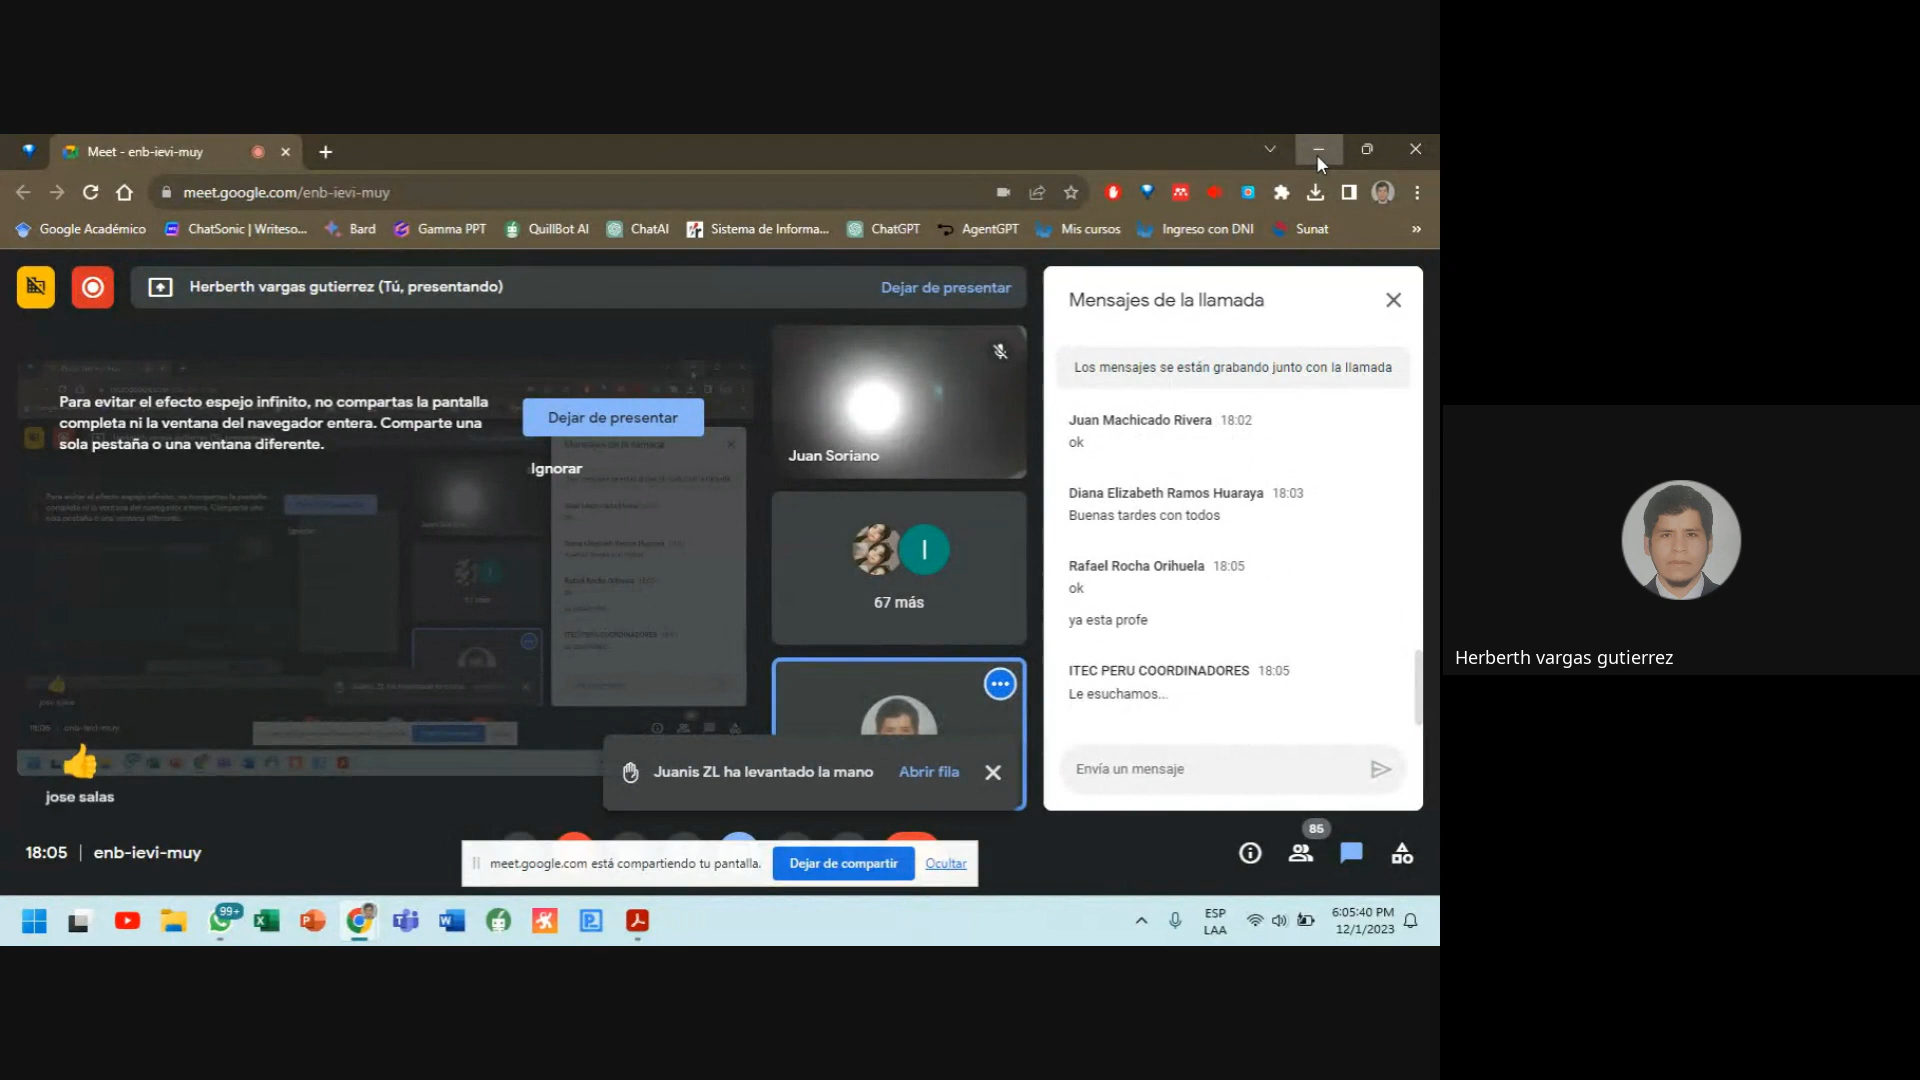 Meet - enb-ievi-muy
meet.google.com/enb-ievi-muy
Google Académico
ChatSonic | Writeso...
Bard
Gamma PPT
QuillBot AI
ChatAI
Sistema de Informa...
ChatGPT
AgentGPT
Mis cursos
Ingreso con DNI
Sunat
»
Herberth vargas gutierrez (Tú, presentando)
Dejar de presentar
Para evitar el efecto espejo infinito, no compartas la pantalla
completa ni la ventana del navegador entera. Comparte una
sola pestaña o una ventana diferente.
Dejar de presentar
Ignorar
Juan Soriano
I
67 más
Juanis ZL ha levantado la mano
Abrir fila
jose salas
Mensajes de la llamada
Los mensajes se están grabando junto con la llamada
Juan Machicado Rivera 18:02
ok
Diana Elizabeth Ramos Huaraya 18:03
Buenas tardes con todos
Rafael Rocha Orihuela 18:05
ok
ya esta profe
ITEC PERU COORDINADORES 18:05
Le esuchamos...
Envía un mensaje
18:05 | enb-ievi-muy
meet.google.com está compartiendo tu pantalla.
Dejar de compartir
Ocultar
85
99+
ESP
LAA
6:05:40 PM
12/1/2023
Herberth vargas gutierrez